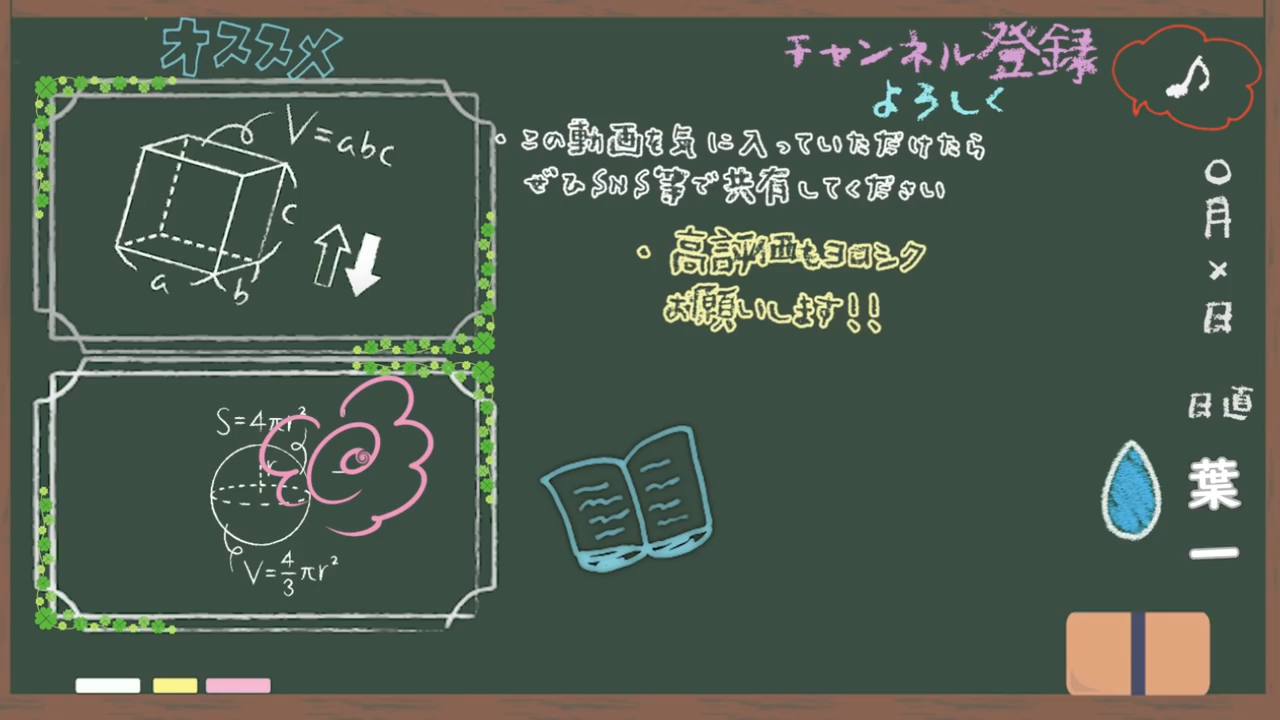 オススメ
V=abc
c
a
b
S=4πr²
r
V=4/3πr²
チャンネル登録
よろしく
・この動画を気に入っていただけたら
ぜひSNS等で共有してください
・高評価もヨロシク
お願いします!!
〇月×日
日直
葉一